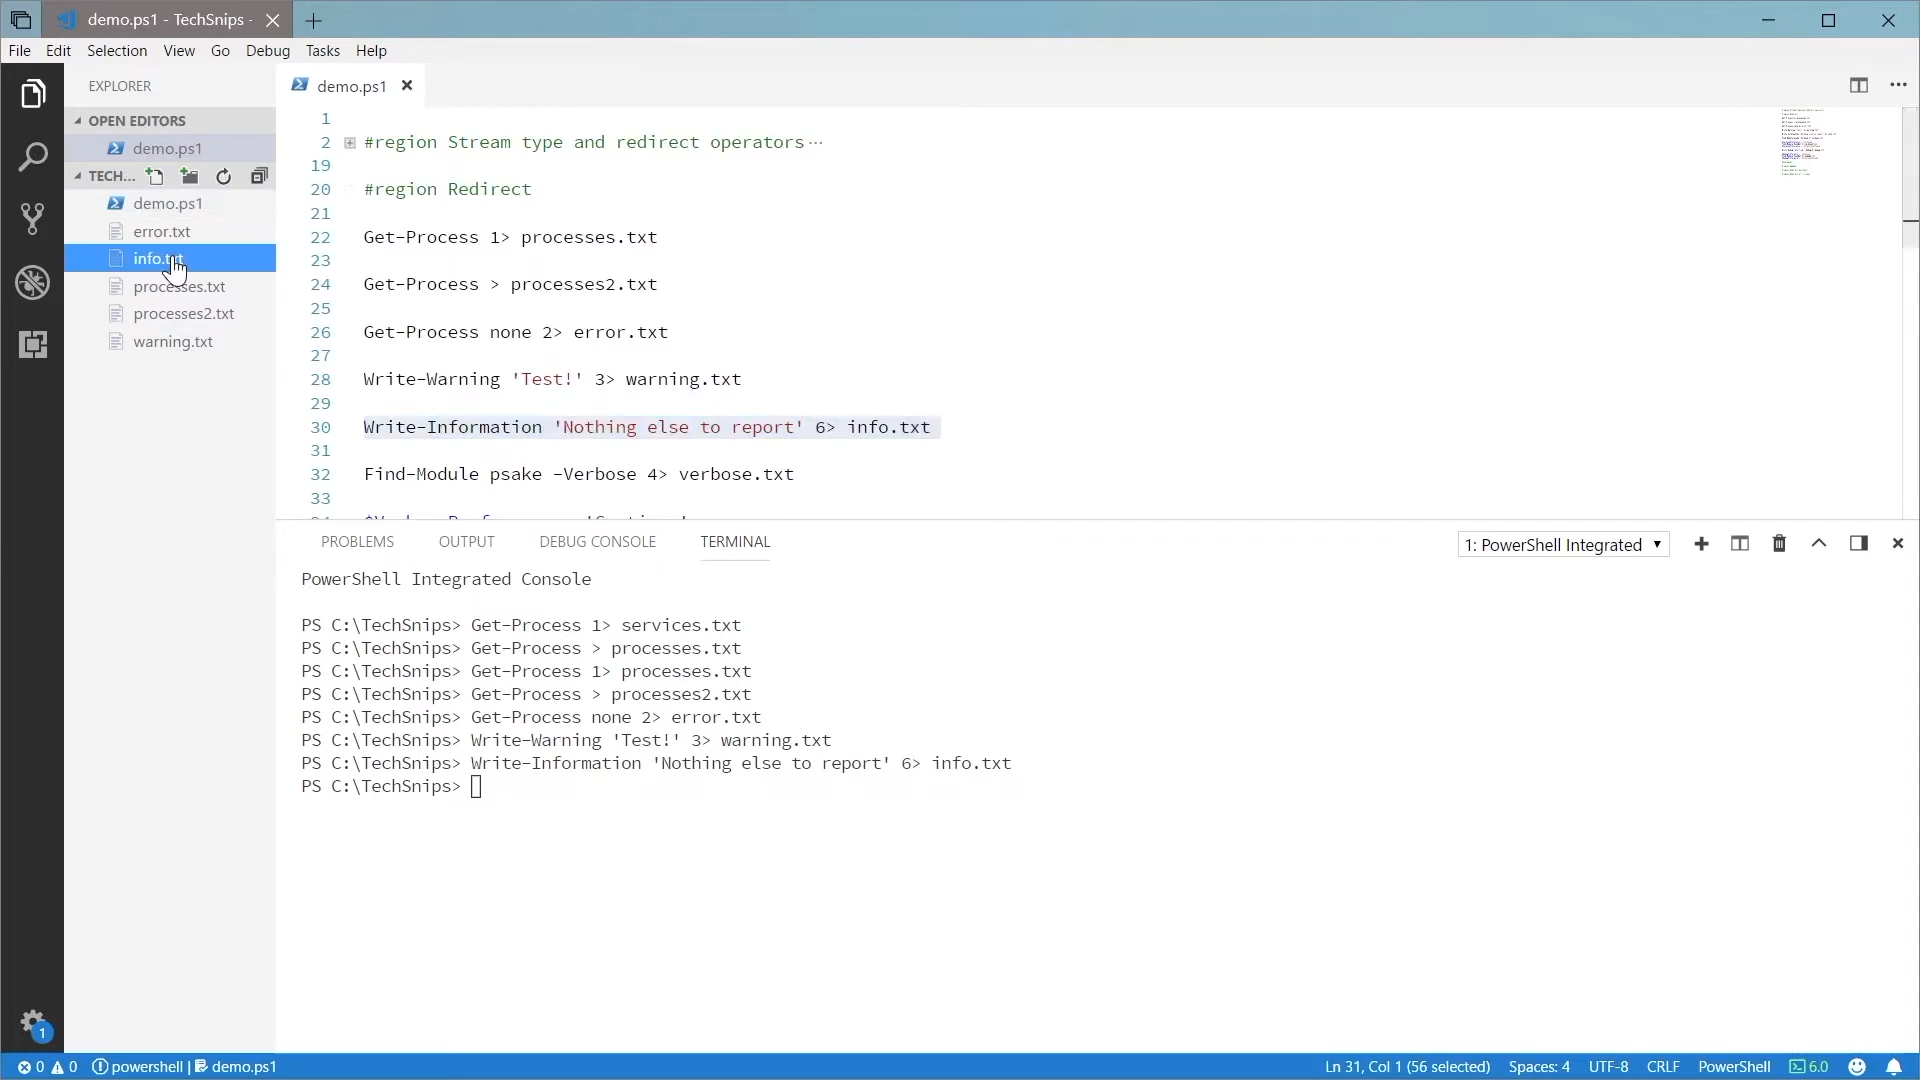 demo.ps1 - TechSnips -
File Edit Selection View Go Debug Tasks Help
EXPLORER
OPEN EDITORS
demo.ps1
TECH...
demo.ps1
error.txt
info.txt
processes.txt
processes2.txt
warning.txt
demo.ps1
1
2 #region Stream type and redirect operators...
19
20 #region Redirect
21
22 Get-Process 1> processes.txt
23
24 Get-Process > processes2.txt
25
26 Get-Process none 2> error.txt
27
28 Write-Warning 'Test!' 3> warning.txt
29
30 Write-Information 'Nothing else to report' 6> info.txt
31
32 Find-Module psake -Verbose 4> verbose.txt
33
PROBLEMS OUTPUT DEBUG CONSOLE TERMINAL
1: PowerShell Integrated
PowerShell Integrated Console
PS C:\TechSnips> Get-Process 1> services.txt
PS C:\TechSnips> Get-Process > processes.txt
PS C:\TechSnips> Get-Process 1> processes.txt
PS C:\TechSnips> Get-Process > processes2.txt
PS C:\TechSnips> Get-Process none 2> error.txt
PS C:\TechSnips> Write-Warning 'Test!' 3> warning.txt
PS C:\TechSnips> Write-Information 'Nothing else to report' 6> info.txt
PS C:\TechSnips>
1
0 0 powershell | demo.ps1 Ln 31, Col 1 (56 selected) Spaces: 4 UTF-8 CRLF PowerShell 6.0